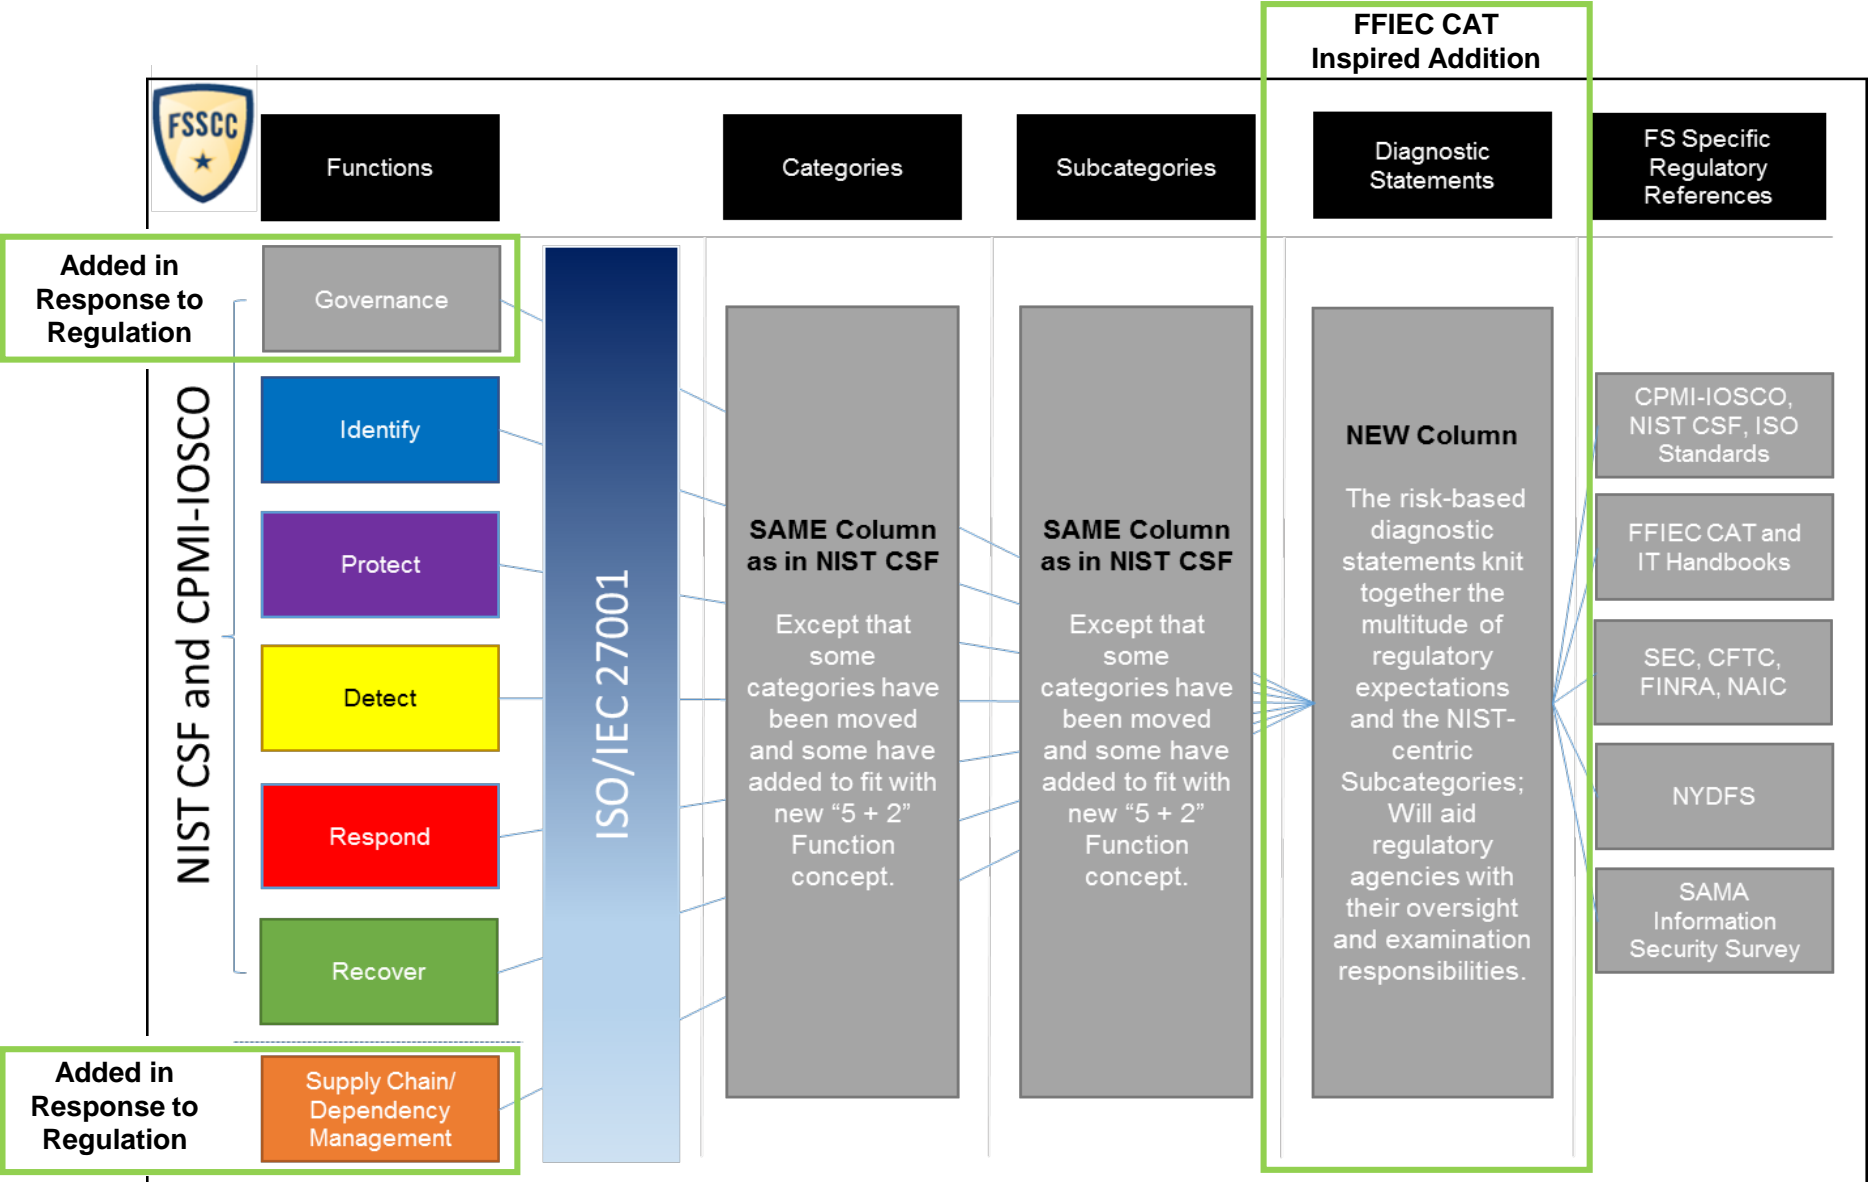 FFIEC CAT
Inspired Addition
FSSCC
Functions
Categories
Subcategories
Diagnostic
Statements
FS Specific
Regulatory
References
Added in
Response to
Regulation
NIST CSF and CPMI-IOSCO
Governance
Identify
Protect
Detect
Respond
Recover
Added in
Response to
Regulation
Supply Chain/
Dependency
Management
ISO/IEC 27001
SAME Column
as in NIST CSF
Except that
some
categories have
been moved
and some have
added to fit with
new “5 + 2”
Function
concept.
SAME Column
as in NIST CSF
Except that
some
categories have
been moved
and some have
added to fit with
new “5 + 2”
Function
concept.
NEW Column
The risk-based
diagnostic
statements knit
together the
multitude of
regulatory
expectations
and the NIST-
centric
Subcategories;
Will aid
regulatory
agencies with
their oversight
and examination
responsibilities.
CPMI-IOSCO,
NIST CSF, ISO
Standards
FFIEC CAT and
IT Handbooks
SEC, CFTC,
FINRA, NAIC
NYDFS
SAMA
Information
Security Survey